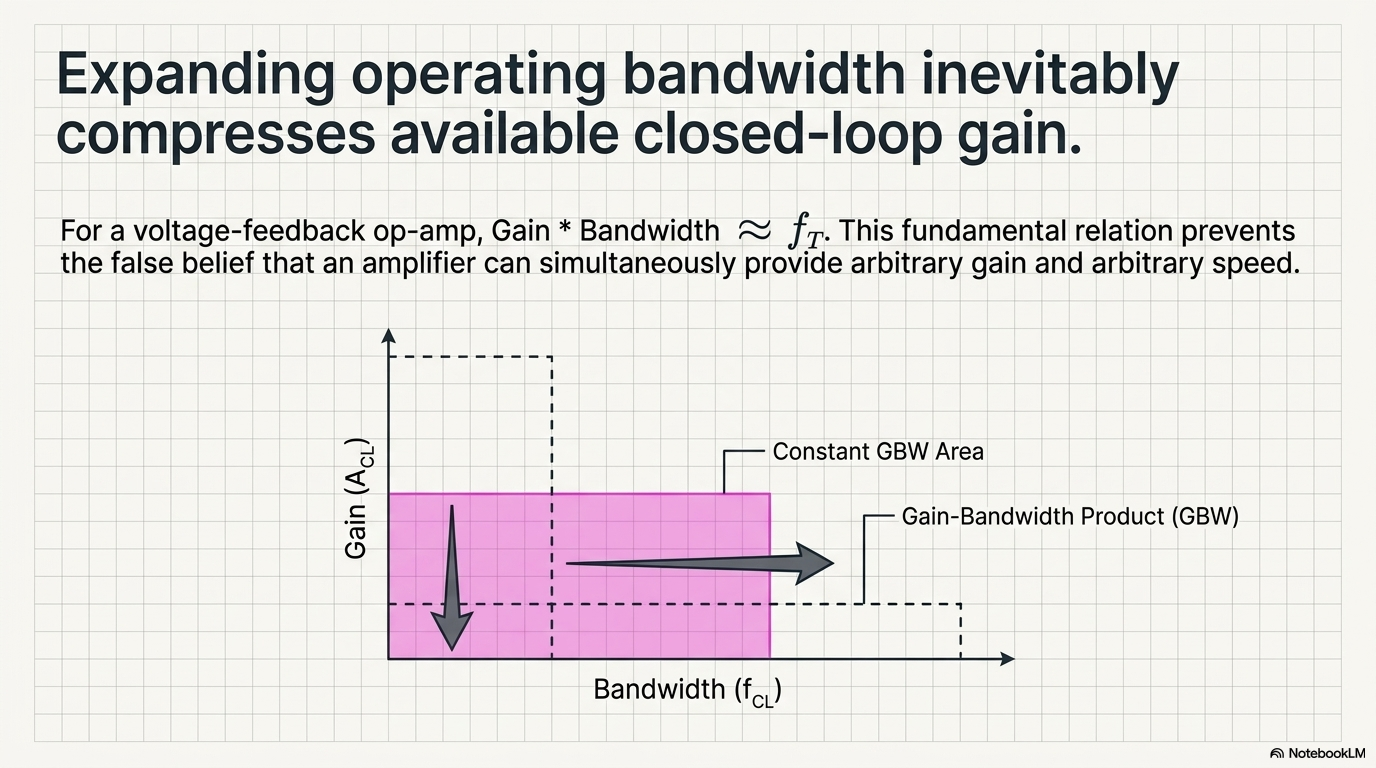 Expanding operating bandwidth inevitably
compresses available closed-loop gain.
For a voltage-feedback op-amp, Gain * Bandwidth ≈ f_T. This fundamental relation prevents
the false belief that an amplifier can simultaneously provide arbitrary gain and arbitrary speed.
Constant GBW Area
Gain-Bandwidth Product (GBW)
Gain (A_CL)
Bandwidth (f_CL)
NotebookLM